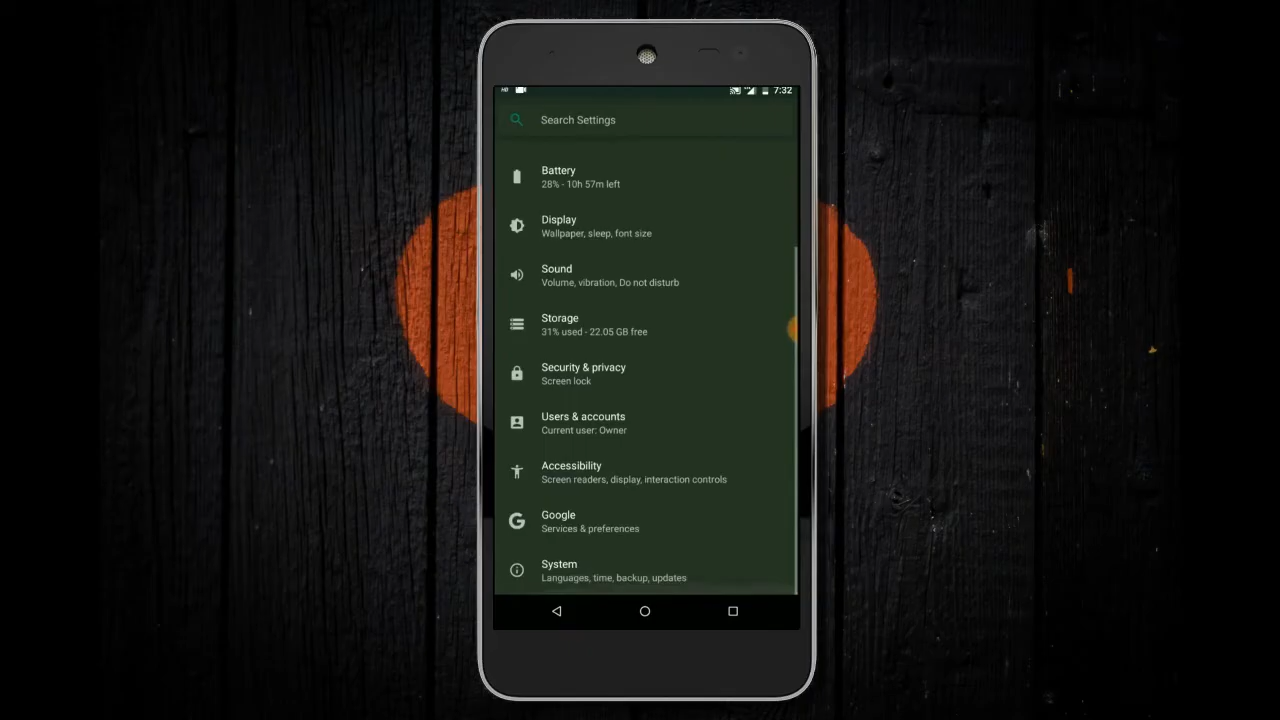 HD
7:32
Search Settings
Battery
28% - 10h 57m left
Display
Wallpaper, sleep, font size
Sound
Volume, vibration, Do not disturb
Storage
31% used - 22.05 GB free
Security & privacy
Screen lock
Users & accounts
Current user: Owner
Accessibility
Screen readers, display, interaction controls
Google
Services & preferences
System
Languages, time, backup, updates